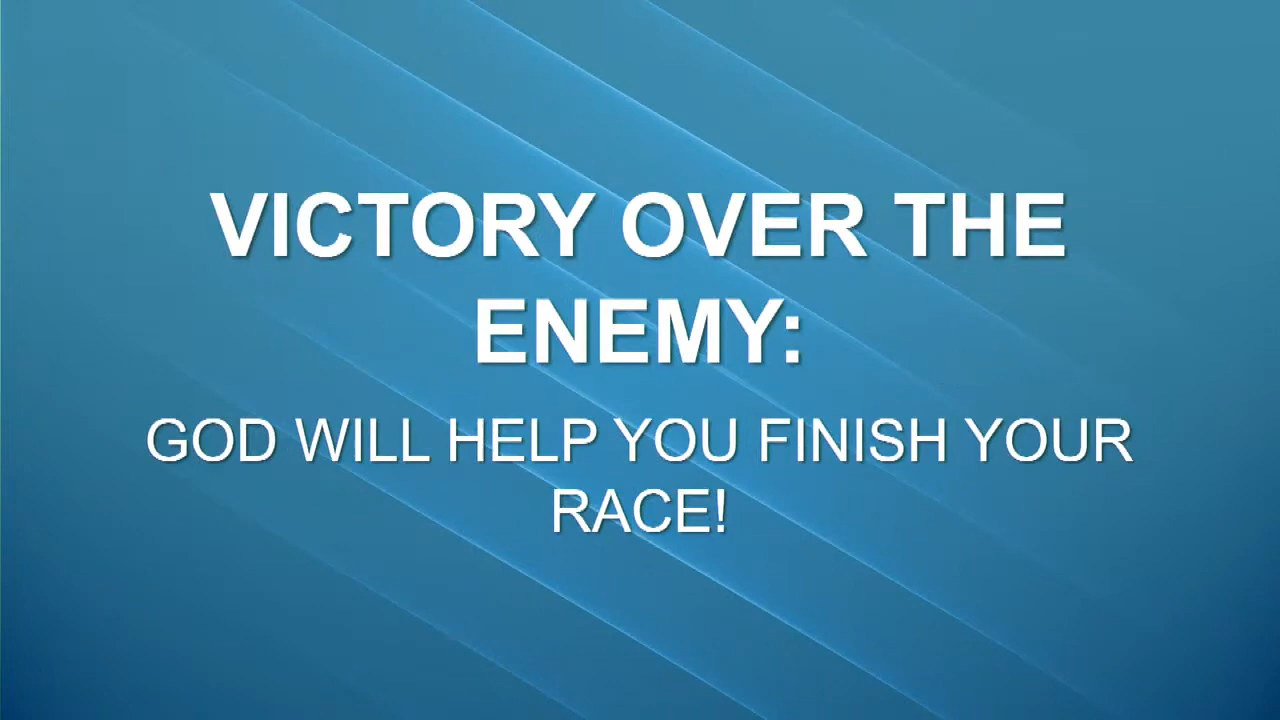 VICTORY OVER THE
ENEMY:
GOD WILL HELP YOU FINISH YOUR
RACE!